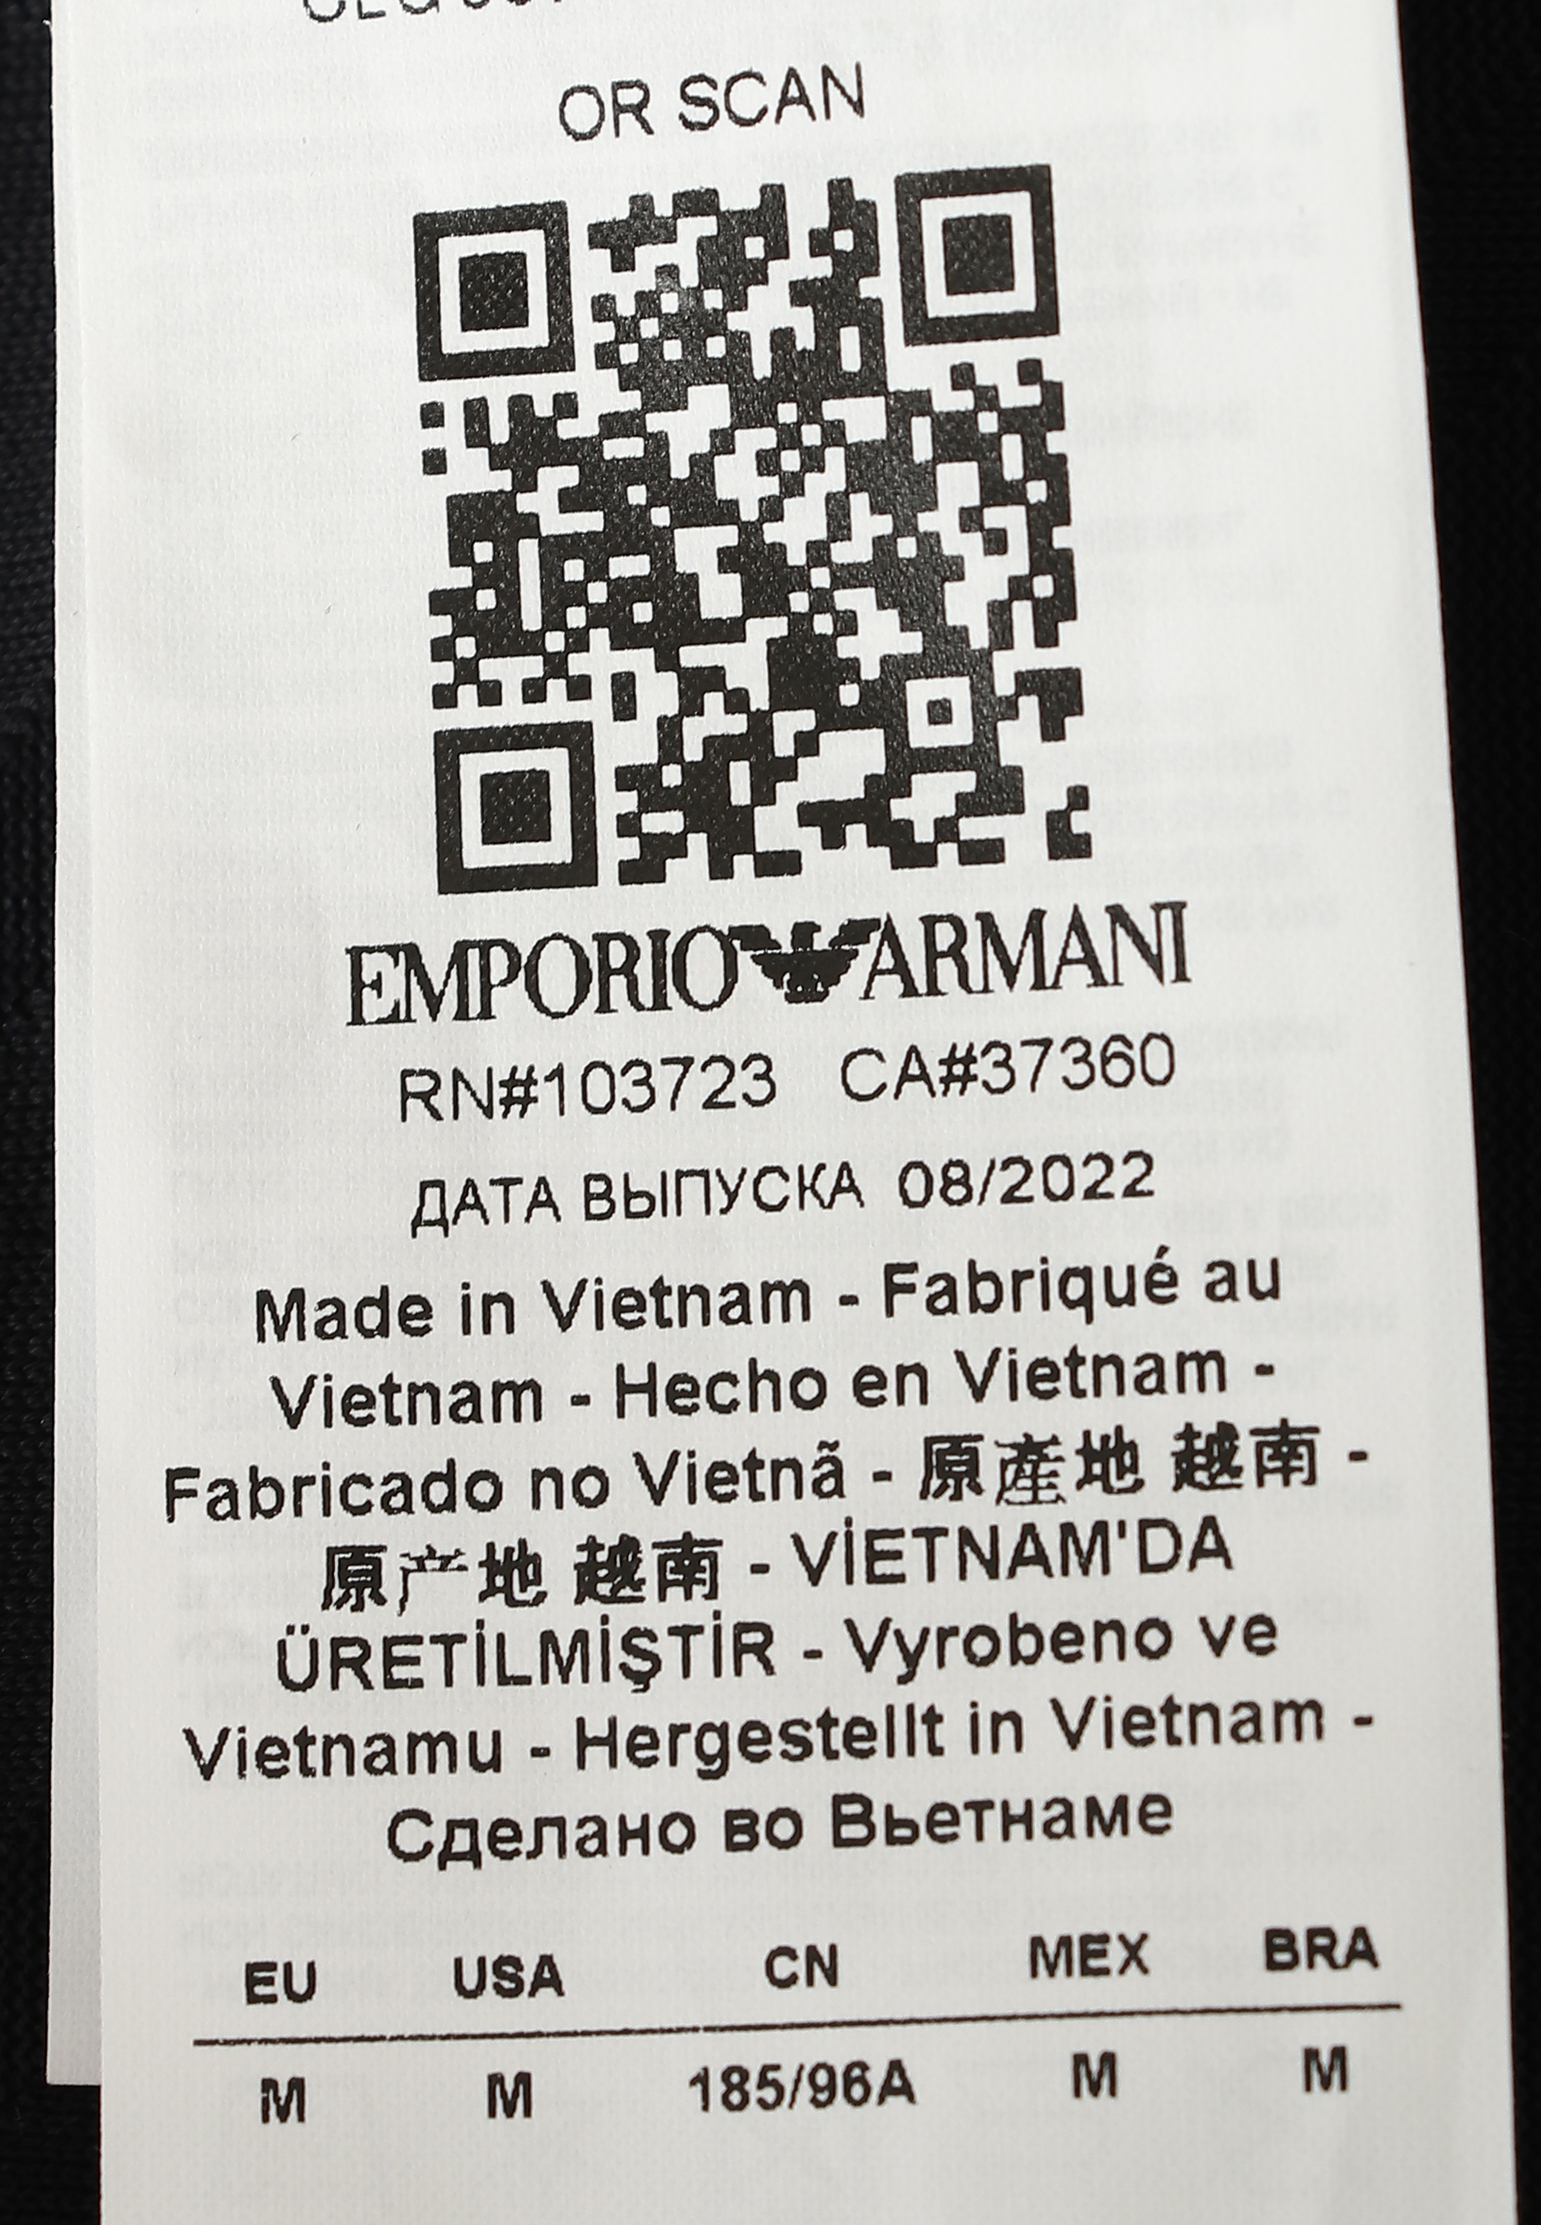 OR SCAN
EMPORIO ARMANI
RN#103723 CA#37360
ДАТА ВЫПУСКА 08/2022
Made in Vietnam - Fabriqué au
Vietnam - Hecho en Vietnam -
Fabricado no Vietnã - 原產地 越南 -
原产地 越南 - VİETNAM'DA
ÜRETİLMİŞTİR - Vyrobeno ve
Vietnamu - Hergestellt in Vietnam -
Сделано во Вьетнаме
EU USA CN MEX BRA
M M 185/96A M M